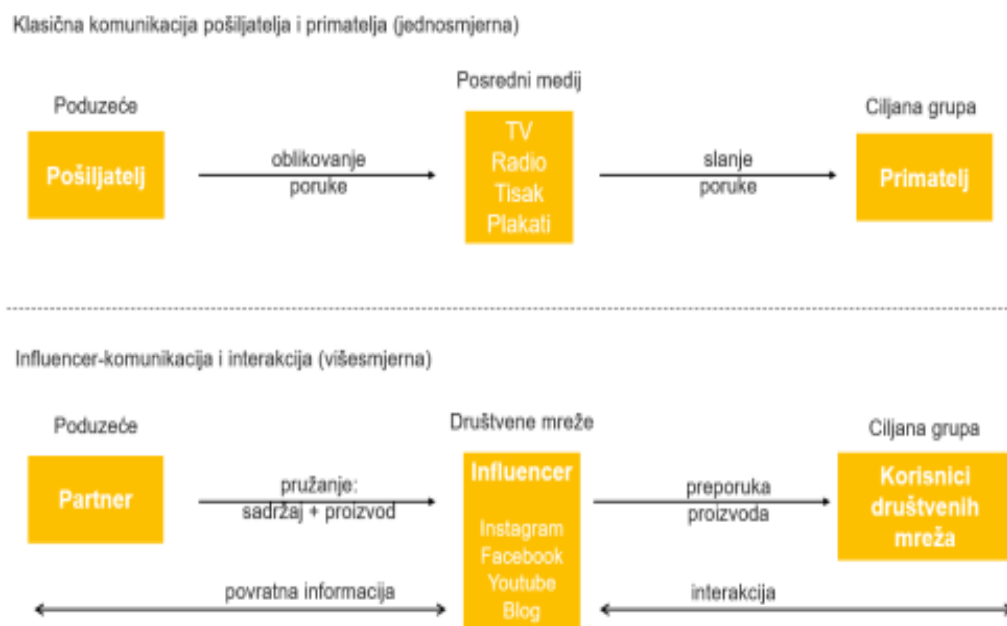 Klasična komunikacija pošiljatelja i primatelja (jednosmjerna)
Poduzeće
Pošiljatelj
oblikovanje
poruke
Posredni medij
TV
Radio
Tisak
Plakati
slanje
poruke
Ciljana grupa
Primatelj
Influencer-komunikacija i interakcija (višesmjerna)
Poduzeće
Partner
pružanje:
sadržaj + proizvod
povratna informacija
Društvene mreže
Influencer
Instagram
Facebook
Youtube
Blog
preporuka
proizvoda
interakcija
Ciljana grupa
Korisnici
društvenih
mreža